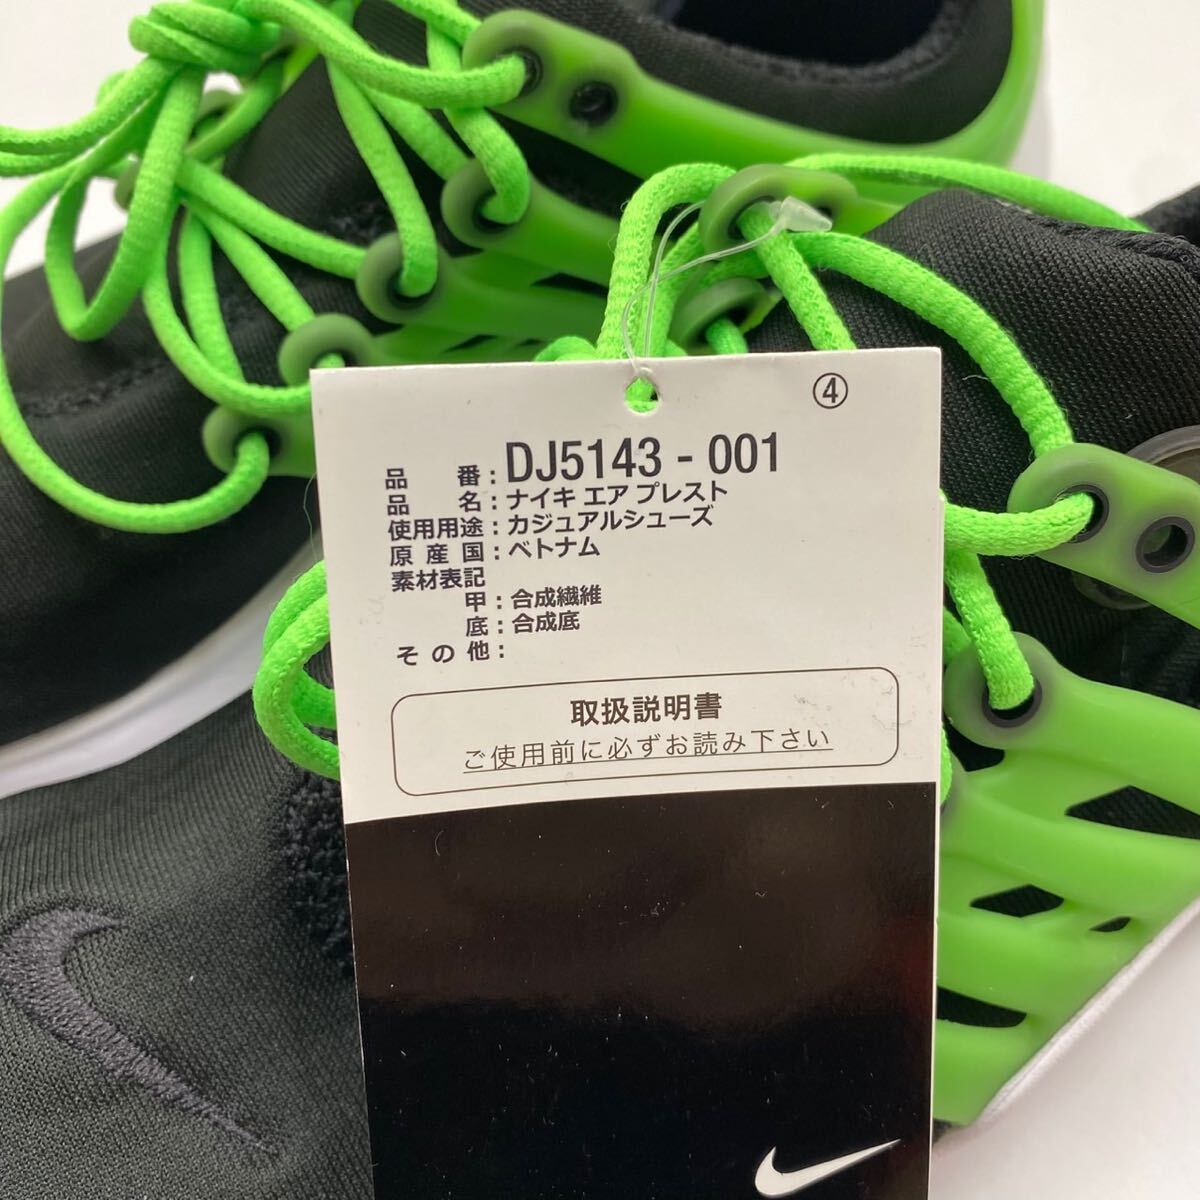 ④
品番：DJ5143 - 001
品名：ナイキ エア プレスト
使用用途：カジュアルシューズ
原産国：ベトナム
素材表記
甲：合成繊維
底：合成底
その他：
取扱説明書
ご使用前に必ずお読み下さい